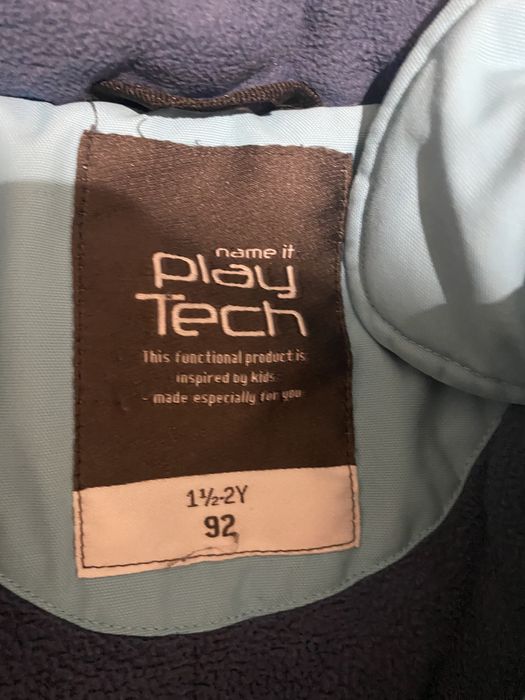 name it
play
Tech
This functional product is
inspired by kids
- made especially for you
1½-2Y
92